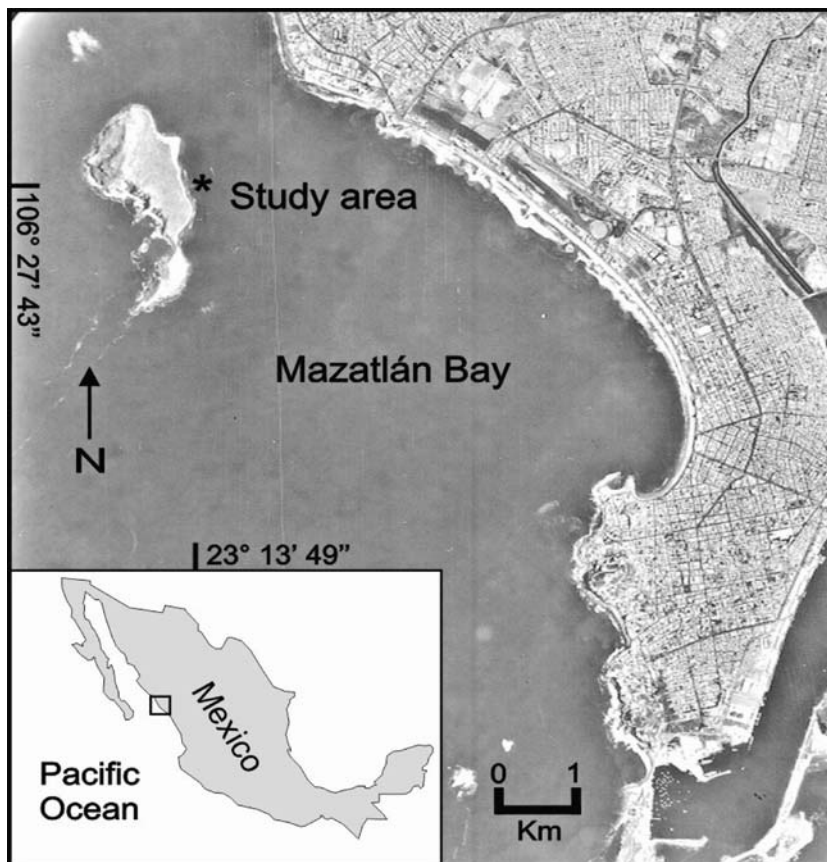 * Study area
106° 27' 43"
Mazatlán Bay
N
23° 13' 49"
Mexico
Pacific
Ocean
0 1
Km